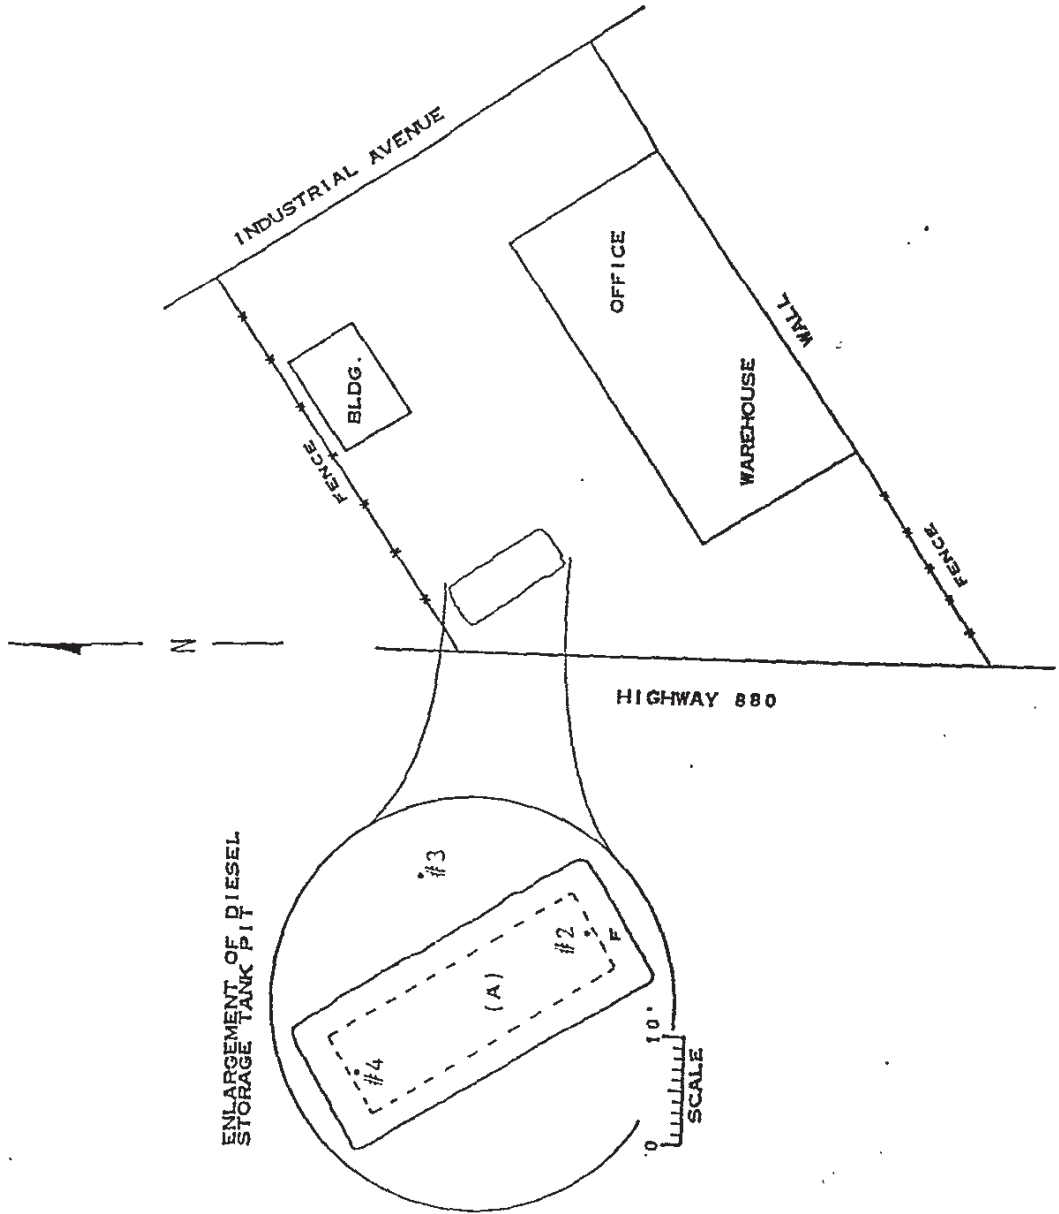 INDUSTRIAL AVENUE
BLDG.
FENCE
OFFICE
WAREHOUSE
WALL
FENCE
N
HIGHWAY 880
ENLARGEMENT OF DIESEL
STORAGE TANK PIT
#3
#4
(A)
#2
F
0 10'
SCALE